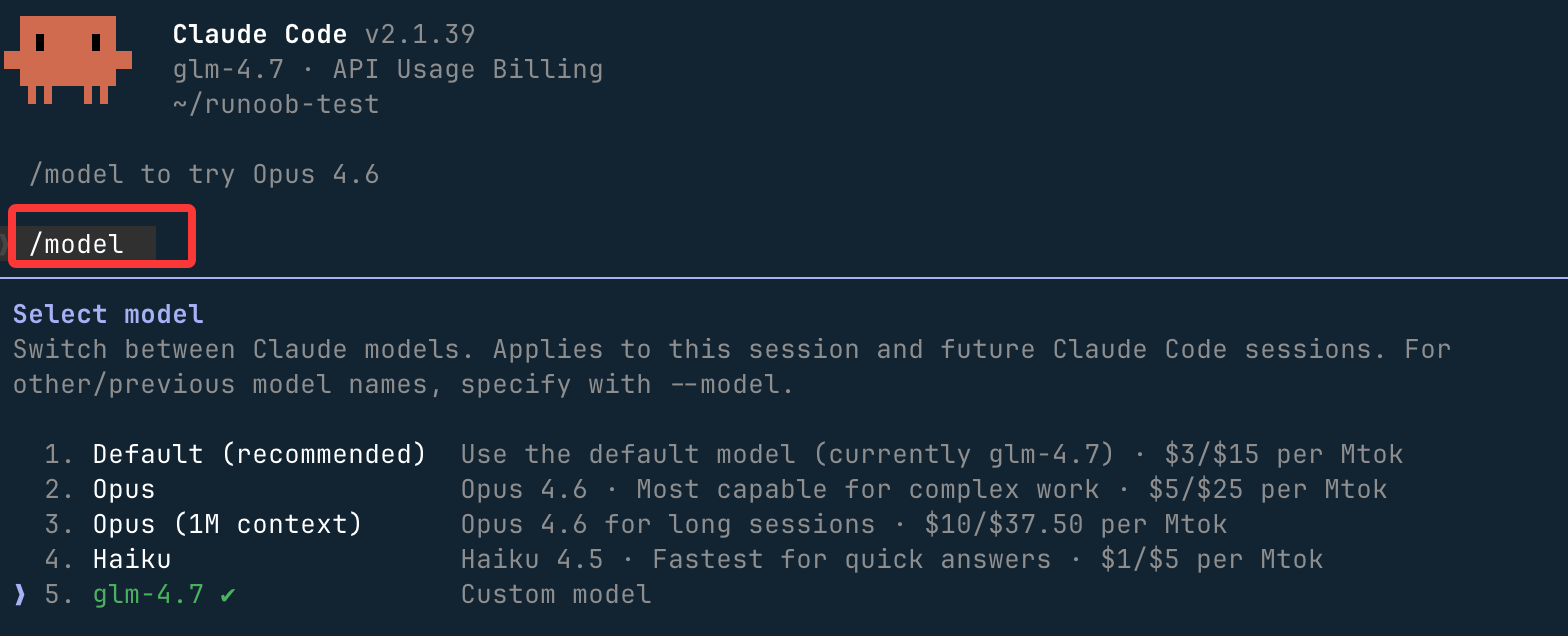 Claude Code v2.1.39
glm-4.7 · API Usage Billing
~/runoob-test
/model to try Opus 4.6
❯ /model
Select model
Switch between Claude models. Applies to this session and future Claude Code sessions. For
other/previous model names, specify with --model.
1. Default (recommended) Use the default model (currently glm-4.7) · $3/$15 per Mtok
2. Opus Opus 4.6 · Most capable for complex work · $5/$25 per Mtok
3. Opus (1M context) Opus 4.6 for long sessions · $10/$37.50 per Mtok
4. Haiku Haiku 4.5 · Fastest for quick answers · $1/$5 per Mtok
❯ 5. glm-4.7 ✔ Custom model